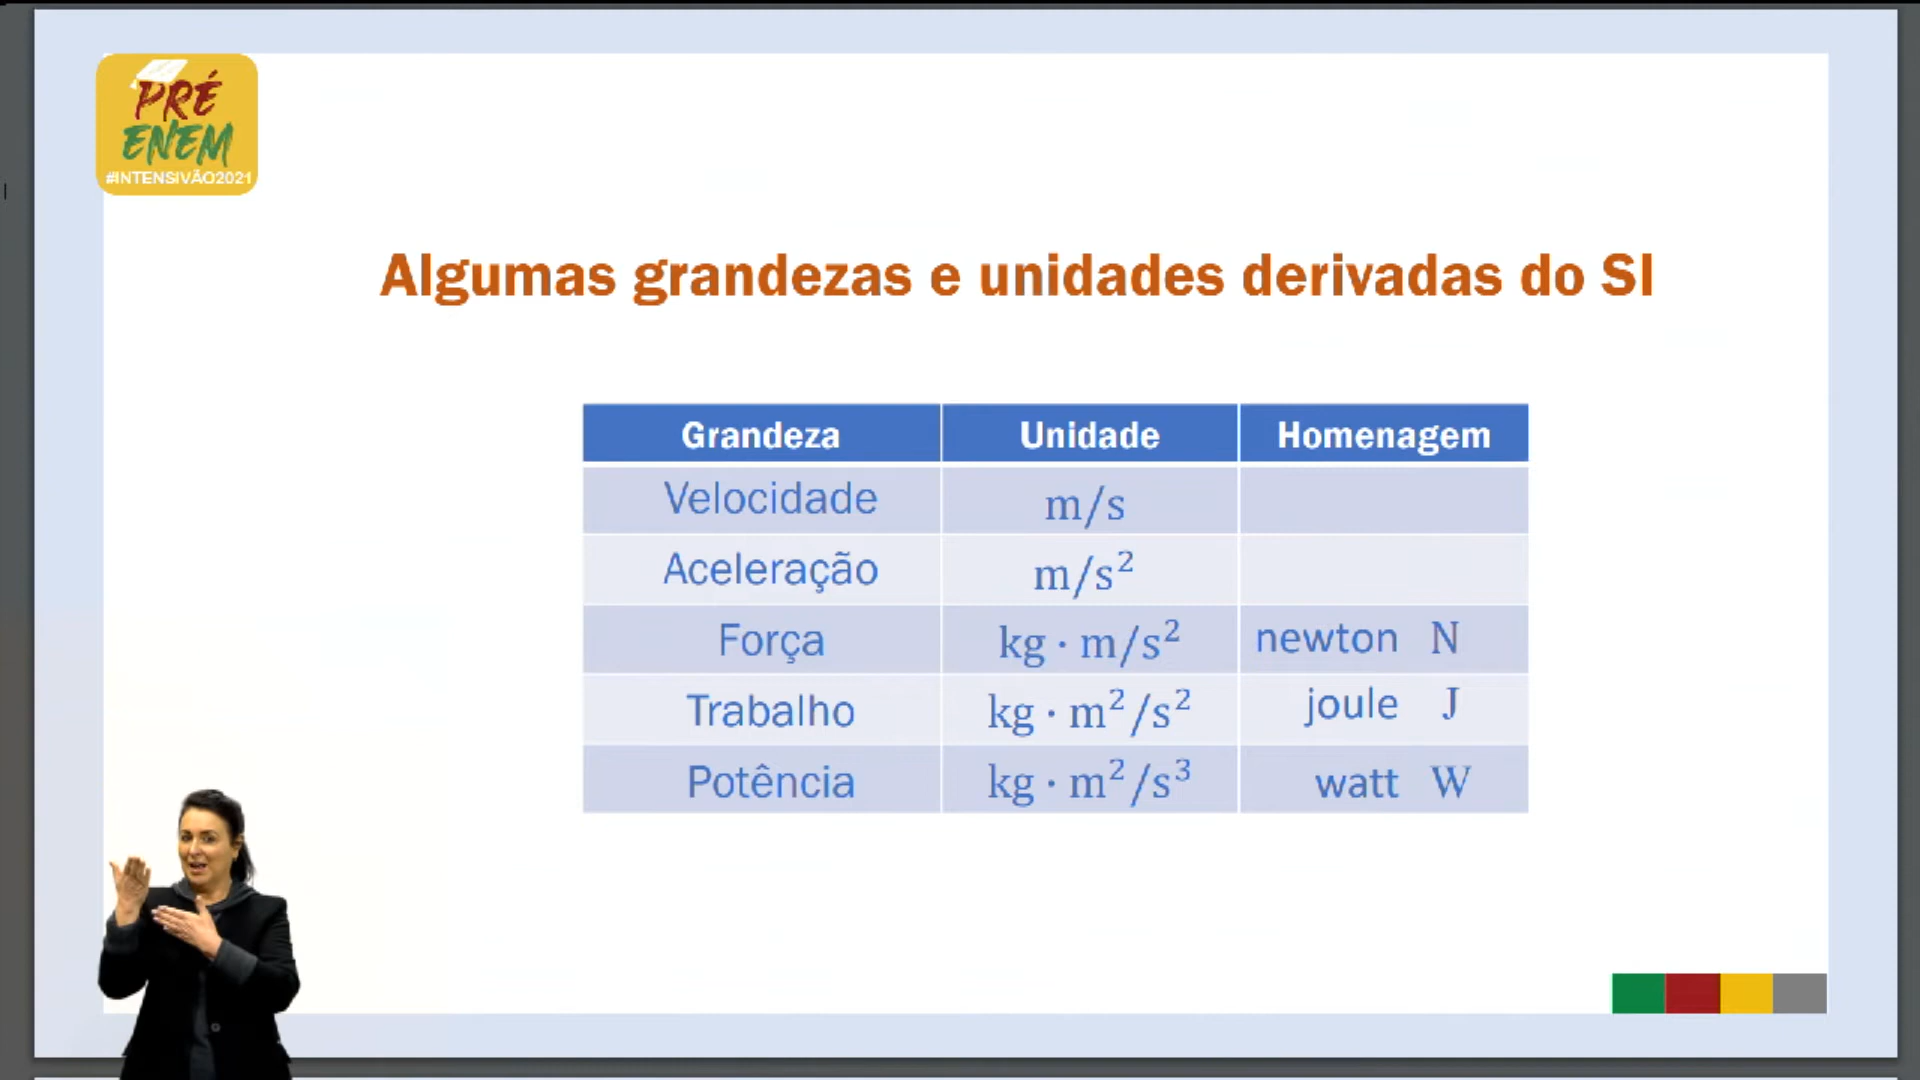 PRÉ
ENEM
#INTENSIVÃO2021
Algumas grandezas e unidades derivadas do SI
Grandeza Unidade Homenagem
Velocidade m/s
Aceleração m/s²
Força kg · m/s² newton N
Trabalho kg · m²/s² joule J
Potência kg · m²/s³ watt W